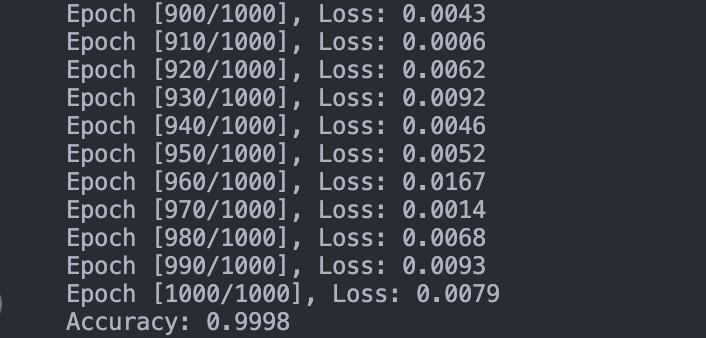 Epoch [900/1000], Loss: 0.0043
Epoch [910/1000], Loss: 0.0006
Epoch [920/1000], Loss: 0.0062
Epoch [930/1000], Loss: 0.0092
Epoch [940/1000], Loss: 0.0046
Epoch [950/1000], Loss: 0.0052
Epoch [960/1000], Loss: 0.0167
Epoch [970/1000], Loss: 0.0014
Epoch [980/1000], Loss: 0.0068
Epoch [990/1000], Loss: 0.0093
Epoch [1000/1000], Loss: 0.0079
Accuracy: 0.9998